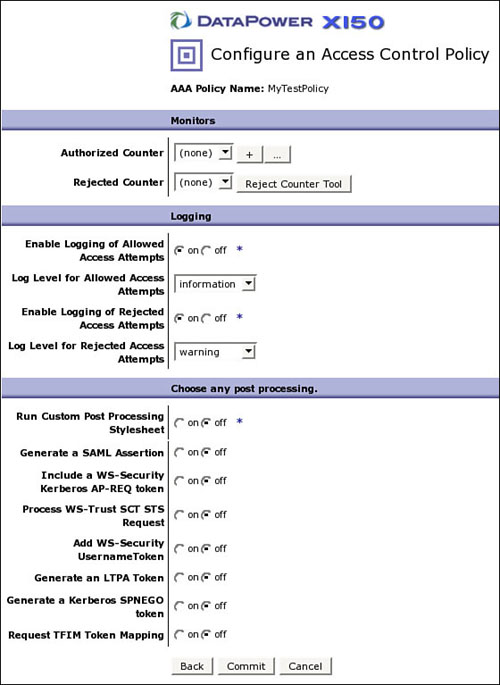 DATAPOWER XI50
Configure an Access Control Policy
AAA Policy Name: MyTestPolicy
Monitors
Authorized Counter (none) + ...
Rejected Counter (none) Reject Counter Tool
Logging
Enable Logging of Allowed
Access Attempts on off *
Log Level for Allowed Access
Attempts information
Enable Logging of Rejected
Access Attempts on off *
Log Level for Rejected Access
Attempts warning
Choose any post processing.
Run Custom Post Processing
Stylesheet on off *
Generate a SAML Assertion on off
Include a WS-Security
Kerberos AP-REQ token on off
Process WS-Trust SCT STS
Request on off
Add WS-Security
UsernameToken on off
Generate an LTPA Token on off
Generate a Kerberos SPNEGO
token on off
Request TFIM Token Mapping on off
Back Commit Cancel